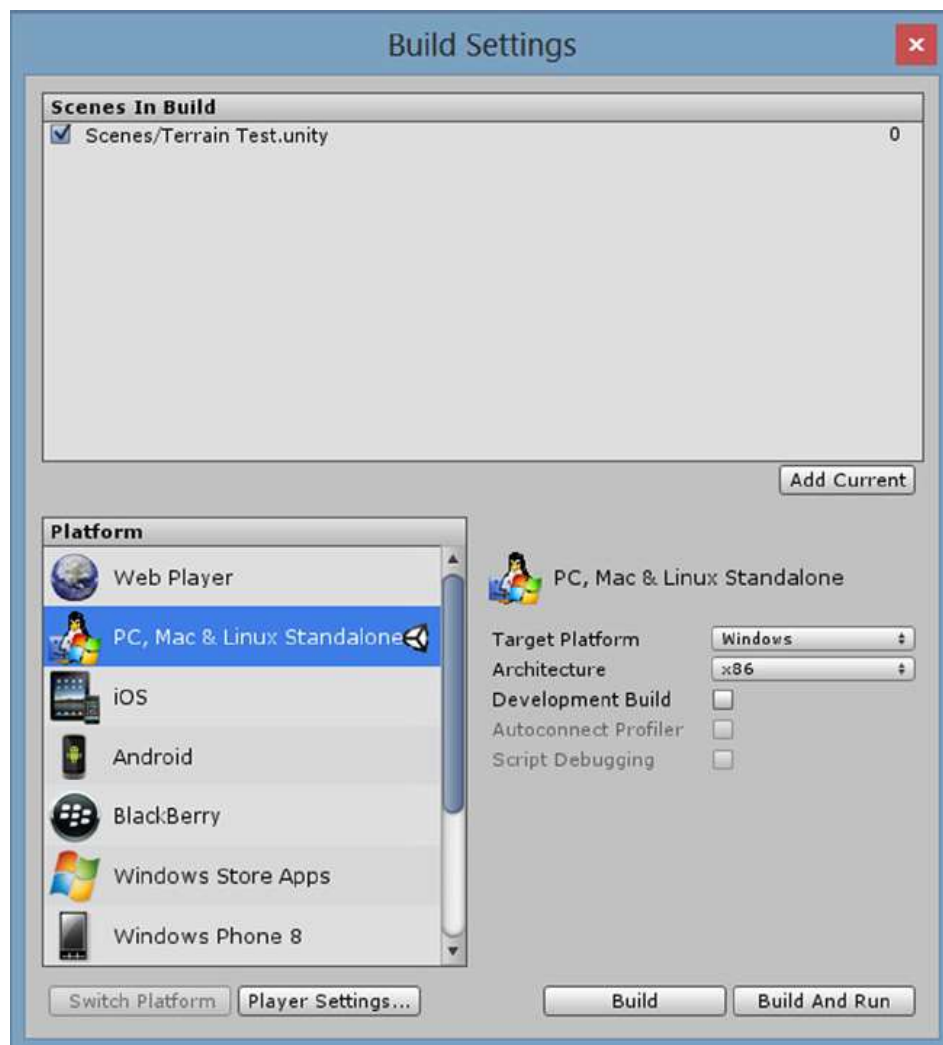 Build Settings
Scenes In Build
Scenes/Terrain Test.unity 0
Add Current
Platform
Web Player
PC, Mac & Linux Standalone
iOS
Android
BlackBerry
Windows Store Apps
Windows Phone 8
PC, Mac & Linux Standalone
Target Platform Windows
Architecture x86
Development Build
Autoconnect Profiler
Script Debugging
Switch Platform Player Settings... Build Build And Run